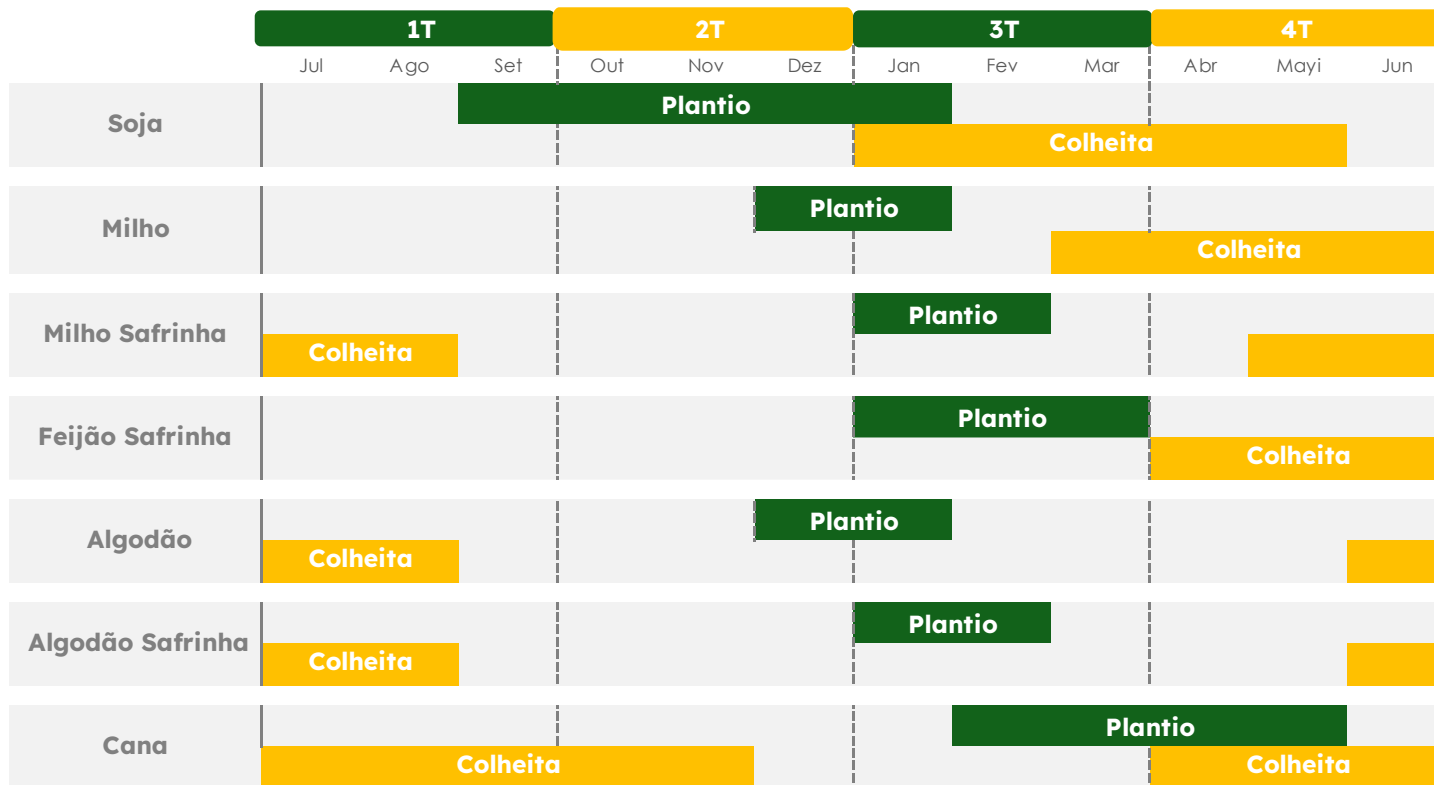 1T 2T 3T 4T
Jul Ago Set Out Nov Dez Jan Fev Mar Abr Mayi Jun
Soja
Plantio
Colheita
Milho
Plantio
Colheita
Milho Safrinha
Plantio
Colheita
Feijão Safrinha
Plantio
Colheita
Algodão
Plantio
Colheita
Algodão Safrinha
Plantio
Colheita
Cana
Plantio
Colheita Colheita